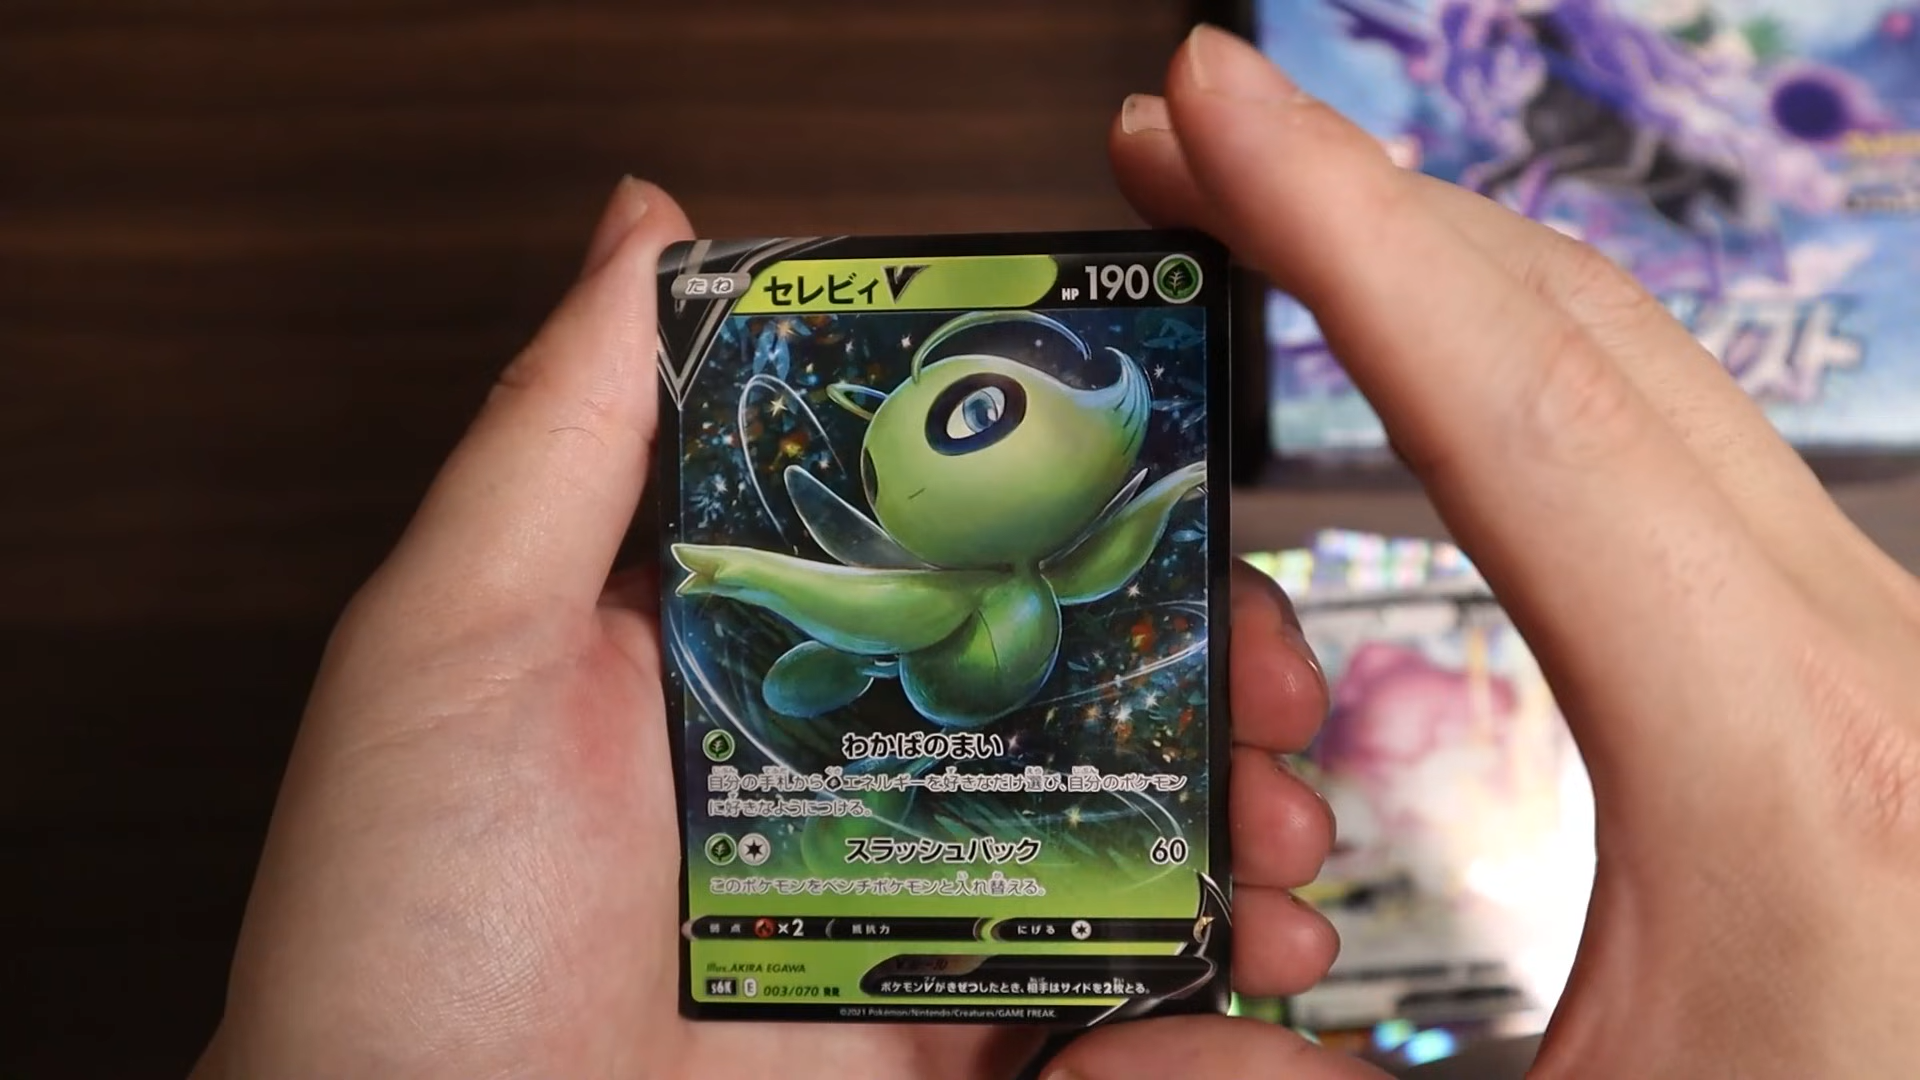 たね セレビィV HP 190
わかばのまい
自分の手札からエネルギーを好きなだけ選び、自分のポケモン
に好きなようにつける。
スラッシュバック 60
このポケモンをベンチポケモンと入れ替える。
弱点 ×2 抵抗力 にげる
Illus. AKIRA EGAWA
s6K E 003/070 RR
ポケモンVがきぜつしたとき、相手はサイドを2枚とる。
©2021 Pokémon/Nintendo/Creatures/GAME FREAK.
スト